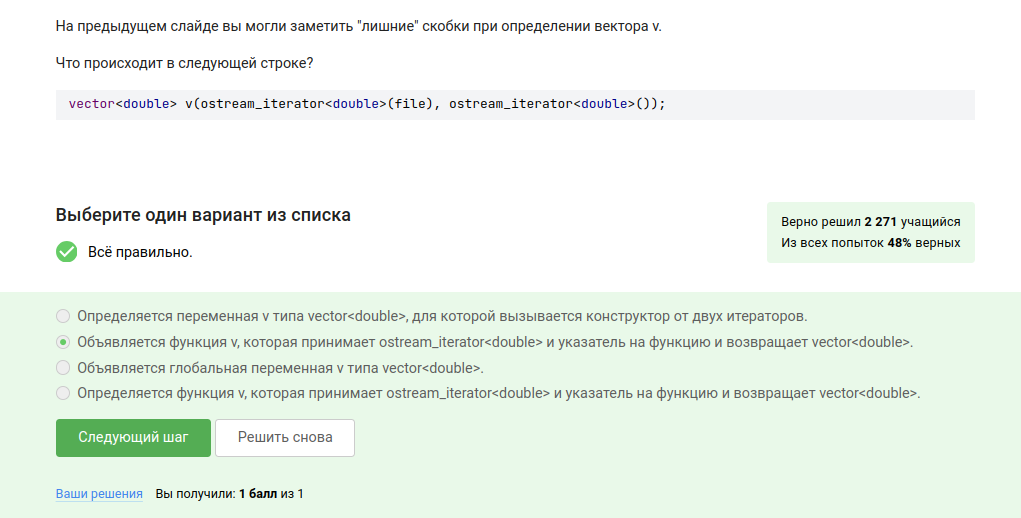 На предыдущем слайде вы могли заметить "лишние" скобки при определении вектора v.
Что происходит в следующей строке?
vector<double> v(ostream_iterator<double>(file), ostream_iterator<double>());
Выберите один вариант из списка
Всё правильно.
Верно решил 2 271 учащийся
Из всех попыток 48% верных
Определяется переменная v типа vector<double>, для которой вызывается конструктор от двух итераторов.
Объявляется функция v, которая принимает ostream_iterator<double> и указатель на функцию и возвращает vector<double>.
Объявляется глобальная переменная v типа vector<double>.
Определяется функция v, которая принимает ostream_iterator<double> и указатель на функцию и возвращает vector<double>.
Следующий шаг Решить снова
Ваши решения Вы получили: 1 балл из 1